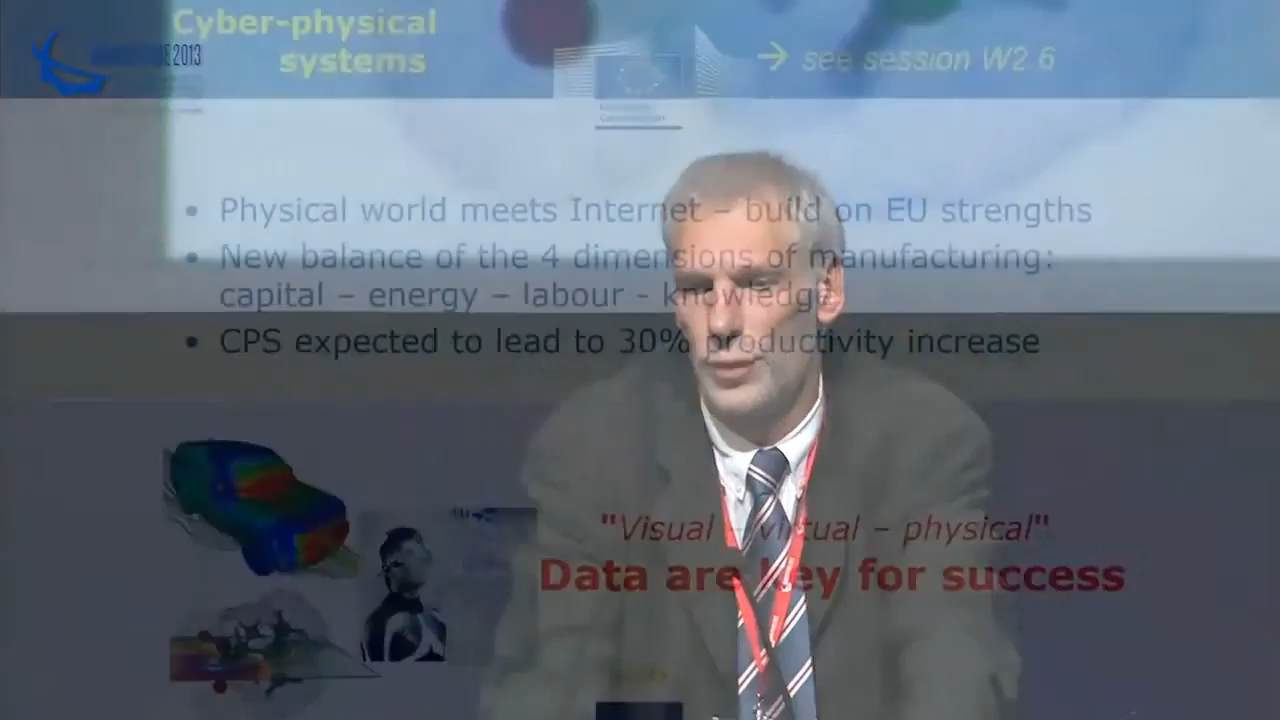 Cyber-physical
systems
2013
→ see session W2.6
• Physical world meets Internet – build on EU strengths
• New balance of the 4 dimensions of manufacturing:
capital – energy – labour - knowledge
• CPS expected to lead to 30% productivity increase
"Visual – virtual – physical"
Data are key for success